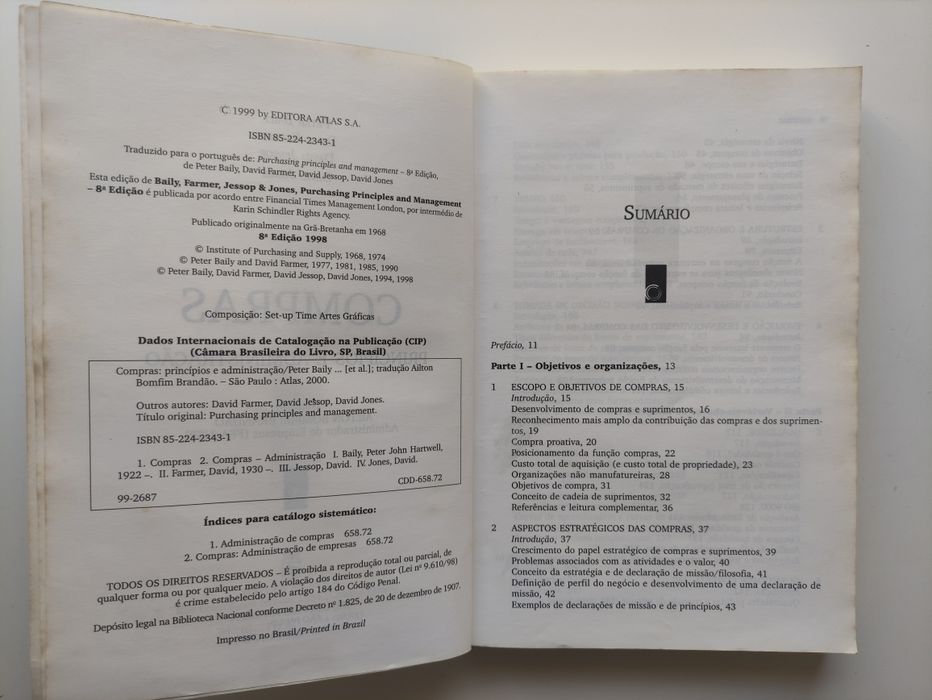 © 1999 by EDITORA ATLAS S.A.
ISBN 85-224-2343-1
Traduzido para o português de: Purchasing principles and management – 8ª Edição,
de Peter Baily, David Farmer, David Jessop, David Jones
Esta edição de Baily, Farmer, Jessop & Jones, Purchasing Principles and Management
– 8ª Edição é publicada por acordo entre Financial Times Management London, por intermédio de
Karin Schindler Rights Agency.
Publicado originalmente na Grã-Bretanha em 1968
8ª Edição 1998
© Institute of Purchasing and Supply, 1968, 1974
© Peter Baily and David Farmer, 1977, 1981, 1985, 1990
© Peter Baily, David Farmer, David Jessop, David Jones, 1994, 1998
Composição: Set-up Time Artes Gráficas
Dados Internacionais de Catalogação na Publicação (CIP)
(Câmara Brasileira do Livro, SP, Brasil)
Compras: princípios e administração/Peter Baily ... [et al.]; tradução Ailton
Bomfim Brandão. – São Paulo : Atlas, 2000.
Outros autores: David Farmer, David Jessop, David Jones.
Título original: Purchasing principles and management.
ISBN 85-224-2343-1
1. Compras 2. Compras – Administração I. Baily, Peter John Hartwell,
1922 –. II. Farmer, David, 1930 –. III. Jessop, David. IV. Jones, David.
99-2687 CDD-658.72
Índices para catálogo sistemático:
1. Administração de compras 658.72
2. Compras: Administração de empresas 658.72
TODOS OS DIREITOS RESERVADOS – É proibida a reprodução total ou parcial, de
qualquer forma ou por qualquer meio. A violação dos direitos de autor (Lei nº 9.610/98)
é crime estabelecido pelo artigo 184 do Código Penal.
Depósito legal na Biblioteca Nacional conforme Decreto nº 1.825, de 20 de dezembro de 1907.
Impresso no Brasil/Printed in Brazil
SUMÁRIO
Prefácio, 11
Parte I – Objetivos e organizações, 13
1 ESCOPO E OBJETIVOS DE COMPRAS, 15
Introdução, 15
Desenvolvimento de compras e suprimentos, 16
Reconhecimento mais amplo da contribuição das compras e dos suprimen-
tos, 19
Compra proativa, 20
Posicionamento da função compras, 22
Custo total de aquisição (e custo total de propriedade), 23
Organizações não manufatureiras, 28
Objetivos de compra, 31
Conceito de cadeia de suprimentos, 32
Referências e leitura complementar, 36
2 ASPECTOS ESTRATÉGICOS DAS COMPRAS, 37
Introdução, 37
Crescimento do papel estratégico de compras e suprimentos, 39
Problemas associados com as atividades e o valor, 40
Conceito da estratégia e de declaração de missão/filosofia, 41
Definição de perfil do negócio e desenvolvimento de uma declaração de
missão, 42
Exemplos de declarações de missão e de princípios, 43